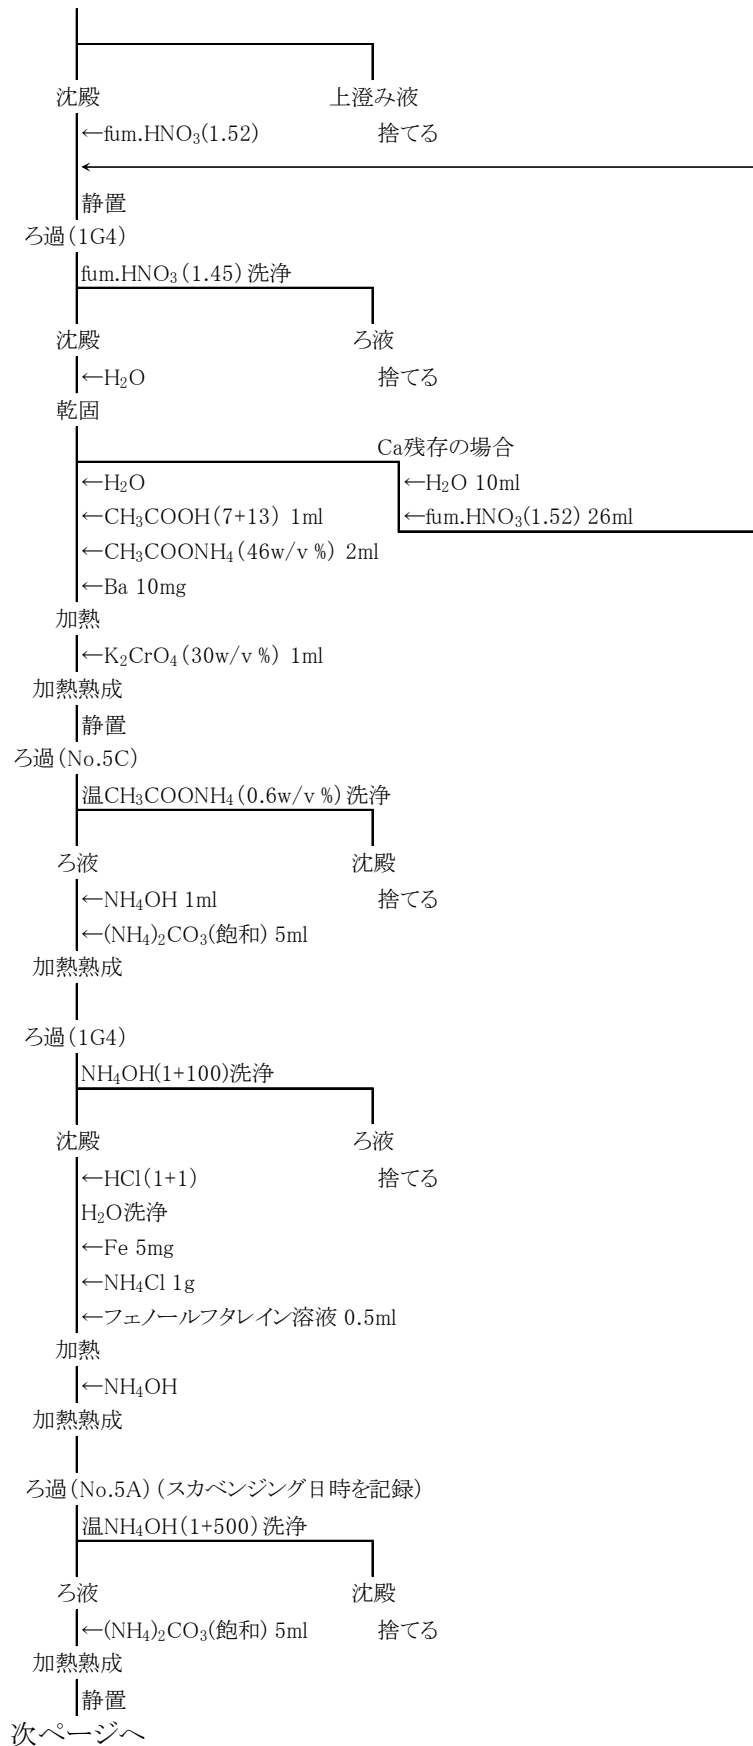 沈殿 上澄み液
←fum.HNO₃(1.52) 捨てる
静置
ろ過(1G4)
fum.HNO₃(1.45)洗浄
沈殿 ろ液
←H₂O 捨てる
乾固
Ca残存の場合
←H₂O ←H₂O 10ml
←CH₃COOH(7+13) 1ml ←fum.HNO₃(1.52) 26ml
←CH₃COONH₄(46w/v %) 2ml
←Ba 10mg
加熱
←K₂CrO₄(30w/v %) 1ml
加熱熟成
静置
ろ過(No.5C)
温CH₃COONH₄(0.6w/v %)洗浄
ろ液 沈殿
←NH₄OH 1ml 捨てる
←(NH₄)₂CO₃(飽和) 5ml
加熱熟成
ろ過(1G4)
NH₄OH(1+100)洗浄
沈殿 ろ液
←HCl(1+1) 捨てる
H₂O洗浄
←Fe 5mg
←NH₄Cl 1g
←フェノールフタレイン溶液 0.5ml
加熱
←NH₄OH
加熱熟成
ろ過(No.5A)(スカベンジング日時を記録)
温NH₄OH(1+500)洗浄
ろ液 沈殿
←(NH₄)₂CO₃(飽和) 5ml 捨てる
加熱熟成
静置
次ページへ